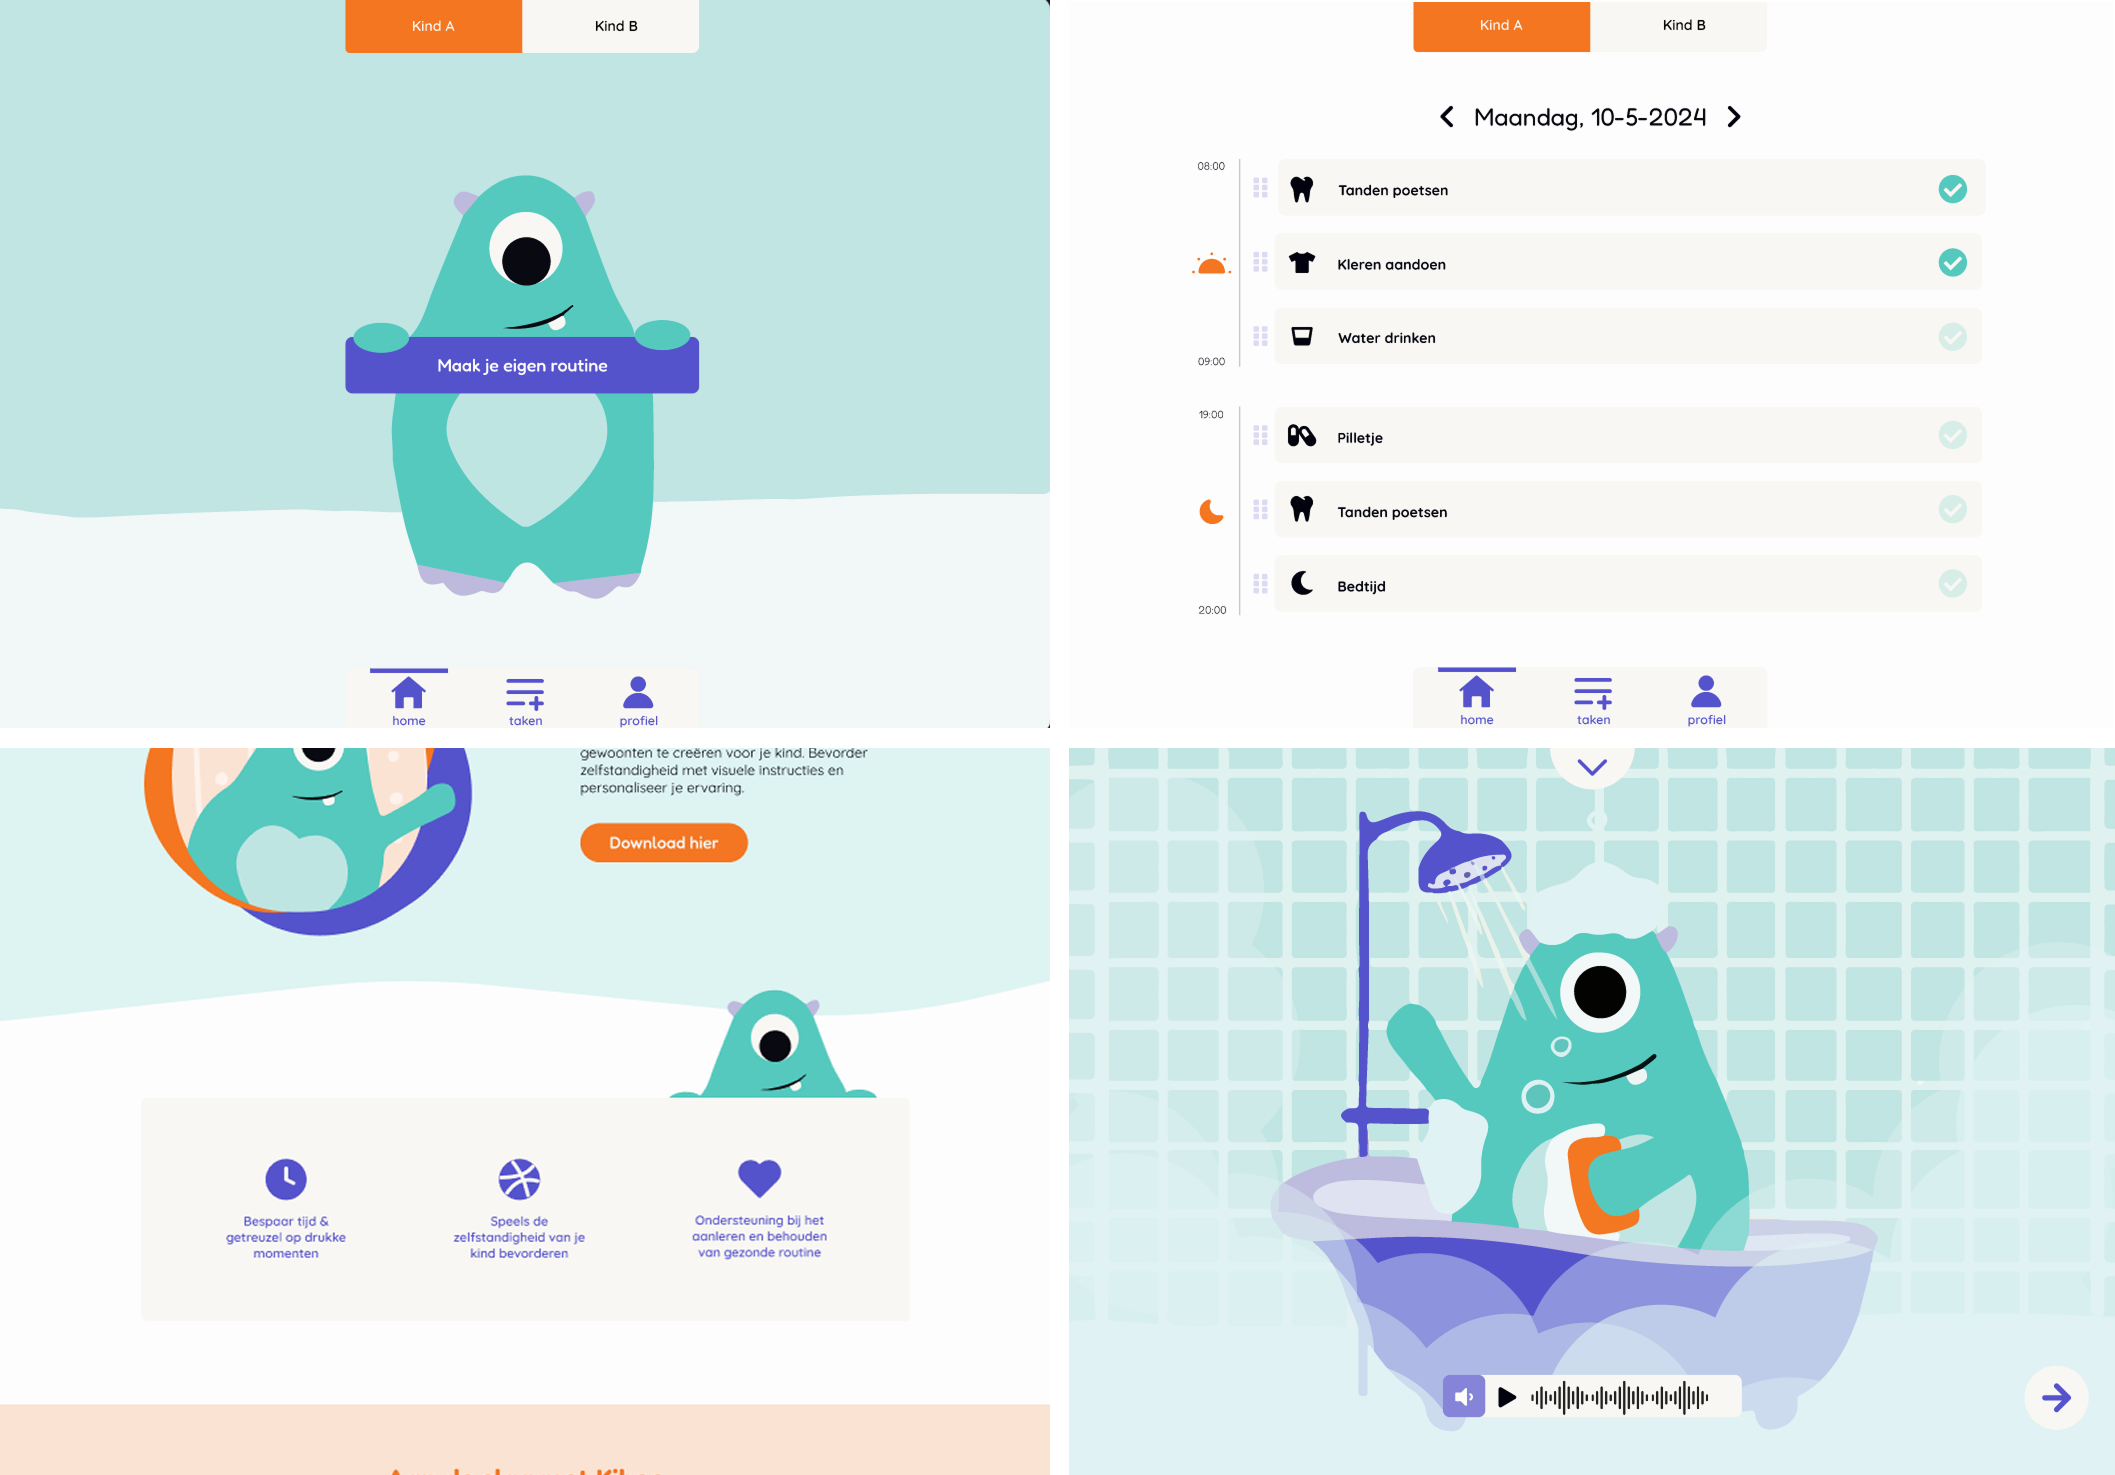 Kind A
Kind B
Maak je eigen routine
home
taken
profiel
Kind A
Kind B
Maandag, 10-5-2024
08:00
Tanden poetsen
Kleren aandoen
Water drinken
09:00
19:00
Pilletje
Tanden poetsen
Bedtijd
20:00
home
taken
profiel
gewoonten te creëren voor je kind. Bevorder
zelfstandigheid met visuele instructies en
personaliseer je ervaring.
Download hier
Bespaar tijd &
getreuzel op drukke
momenten
Speels de
zelfstandigheid van je
kind bevorderen
Ondersteuning bij het
aanleren en behouden
van gezonde routine